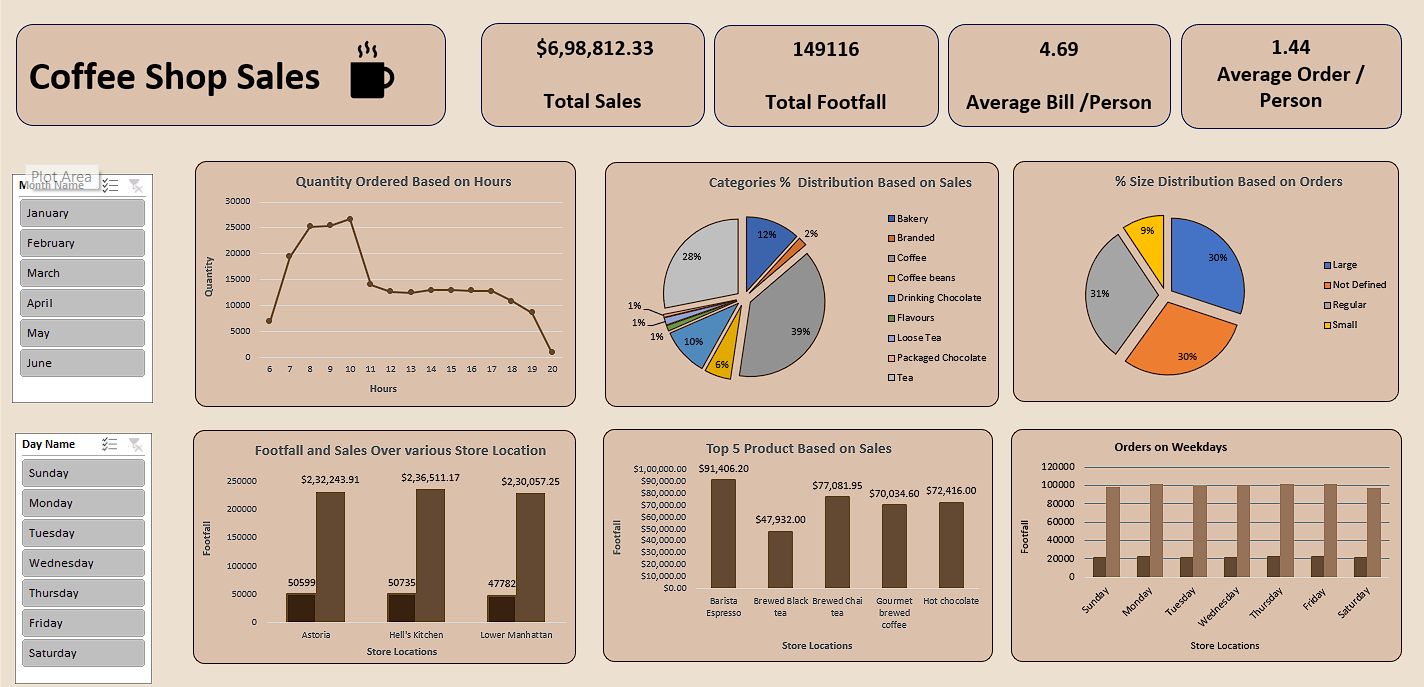 Coffee Shop Sales
$6,98,812.33
Total Sales
149116
Total Footfall
4.69
Average Bill /Person
1.44
Average Order /
Person
Plot Area
Month Name
January
February
March
April
May
June
Day Name
Sunday
Monday
Tuesday
Wednesday
Thursday
Friday
Saturday
Quantity Ordered Based on Hours
Quantity
30000
25000
20000
15000
10000
5000
0
6 7 8 9 10 11 12 13 14 15 16 17 18 19 20
Hours
Categories % Distribution Based on Sales
12%
2%
39%
6%
10%
1%
1%
1%
28%
Bakery
Branded
Coffee
Coffee beans
Drinking Chocolate
Flavours
Loose Tea
Packaged Chocolate
Tea
% Size Distribution Based on Orders
30%
30%
31%
9%
Large
Not Defined
Regular
Small
Footfall and Sales Over various Store Location
Footfall
250000
200000
150000
100000
50000
0
$2,32,243.91
$2,36,511.17
$2,30,057.25
50599
50735
47782
Astoria
Hell's Kitchen
Lower Manhattan
Store Locations
Top 5 Product Based on Sales
Footfall
$1,00,000.00
$90,000.00
$80,000.00
$70,000.00
$60,000.00
$50,000.00
$40,000.00
$30,000.00
$20,000.00
$10,000.00
$0.00
$91,406.20
$47,932.00
$77,081.95
$70,034.60
$72,416.00
Barista
Espresso
Brewed Black
tea
Brewed Chai
tea
Gourmet
brewed
coffee
Hot chocolate
Store Locations
Orders on Weekdays
Footfall
120000
100000
80000
60000
40000
20000
0
Sunday
Monday
Tuesday
Wednesday
Thursday
Friday
Saturday
Store Locations